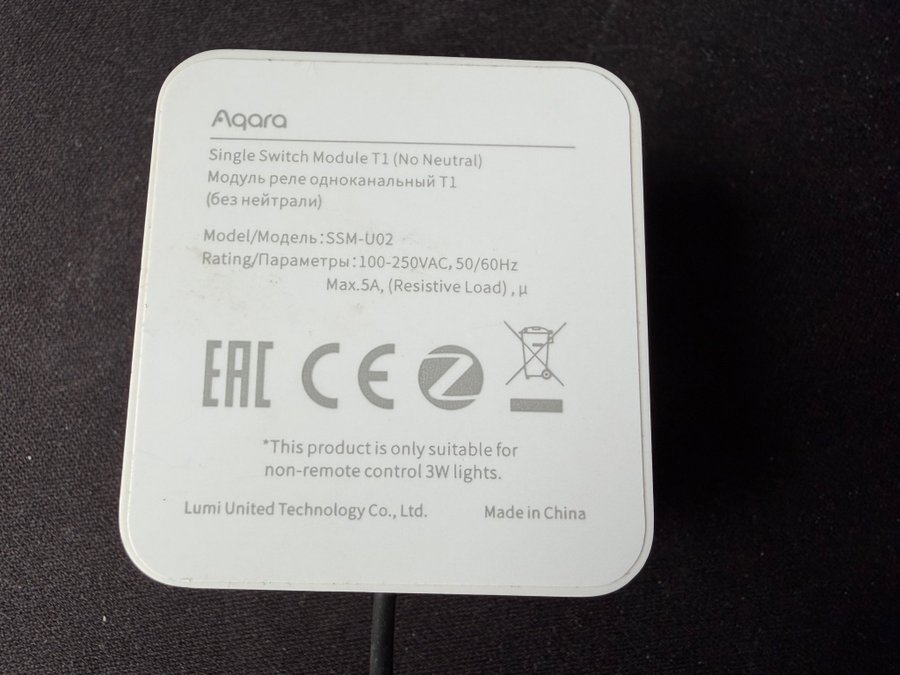 Aqara
Single Switch Module T1 (No Neutral)
Модуль реле одноканальный T1
(без нейтрали)
Model/Модель:SSM-U02
Rating/Параметры:100-250VAC, 50/60Hz
Max.5A, (Resistive Load) , µ
EAC CE Z
*This product is only suitable for
non-remote control 3W lights.
Lumi United Technology Co., Ltd. Made in China